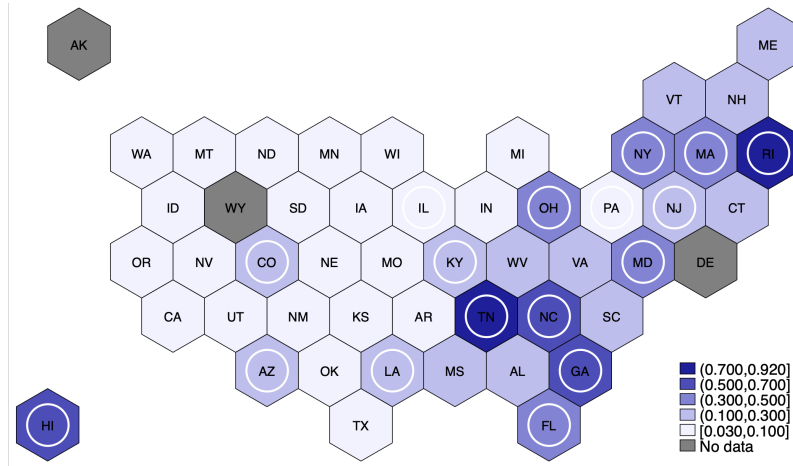 AK
ME
VT NH
WA MT ND MN WI MI NY MA RI
ID WY SD IA IL IN OH PA NJ CT
OR NV CO NE MO KY WV VA MD DE
CA UT NM KS AR TN NC SC
AZ OK LA MS AL GA
HI TX FL
(0.700,0.920]
(0.500,0.700]
(0.300,0.500]
(0.100,0.300]
[0.030,0.100]
No data